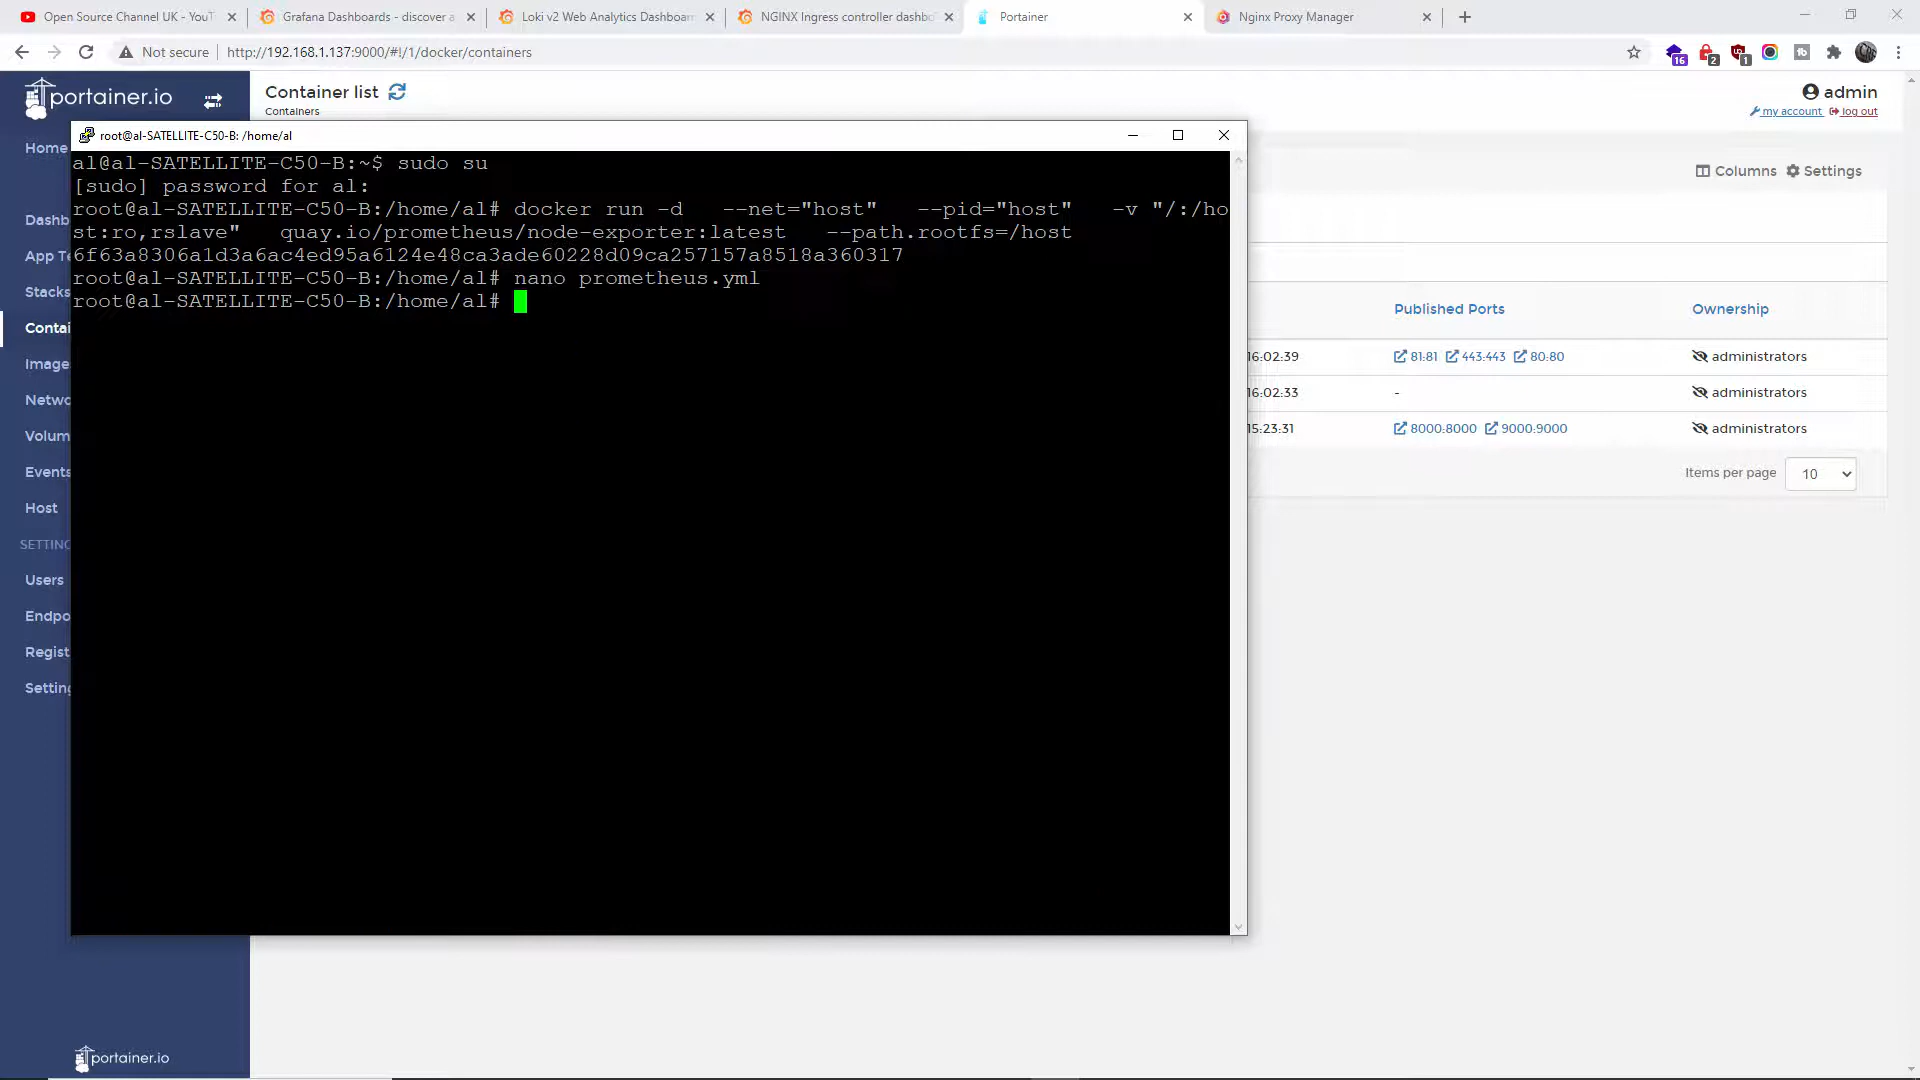 Open Source Channel UK - YouT
Grafana Dashboards - discover a
Loki v2 Web Analytics Dashboar
NGINX Ingress controller dashbo
Portainer
Nginx Proxy Manager
Not secure
http://192.168.1.137:9000/#!/1/docker/containers
16
2
1
portainer.io
Container list
Containers
admin
my account
log out
Home
root@al-SATELLITE-C50-B: /home/al
al@al-SATELLITE-C50-B:~$ sudo su
[sudo] password for al:
root@al-SATELLITE-C50-B:/home/al# docker run -d   --net="host"   --pid="host"   -v "/:/ho
st:ro,rslave"   quay.io/prometheus/node-exporter:latest   --path.rootfs=/host
6f63a8306a1d3a6ac4ed95a6124e48ca3ade60228d09ca257157a8518a360317
root@al-SATELLITE-C50-B:/home/al# nano prometheus.yml
root@al-SATELLITE-C50-B:/home/al#
Columns
Settings
Dashb
App Te
Stacks
Contai
Image
Netwo
Volum
Events
Host
SETTING
Users
Endpo
Regist
Setting
Published Ports
Ownership
16:02:39
81:81
443:443
80:80
administrators
16:02:33
-
administrators
15:23:31
8000:8000
9000:9000
administrators
Items per page
10
portainer.io